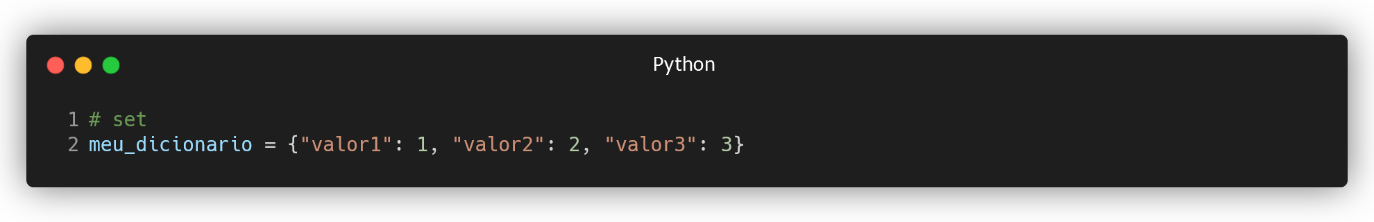 Python
1 # set
2 meu_dicionario = {"valor1": 1, "valor2": 2, "valor3": 3}